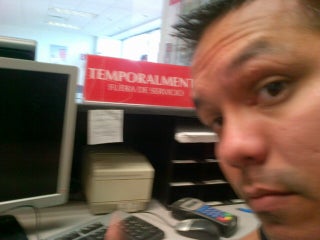 TEMPORALMENT
FUERA DE SERVICIO